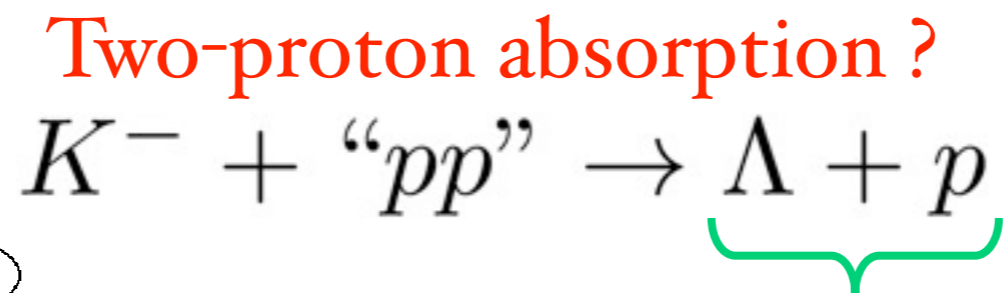 Two-proton absorption ?
K⁻ + “pp” → Λ + p